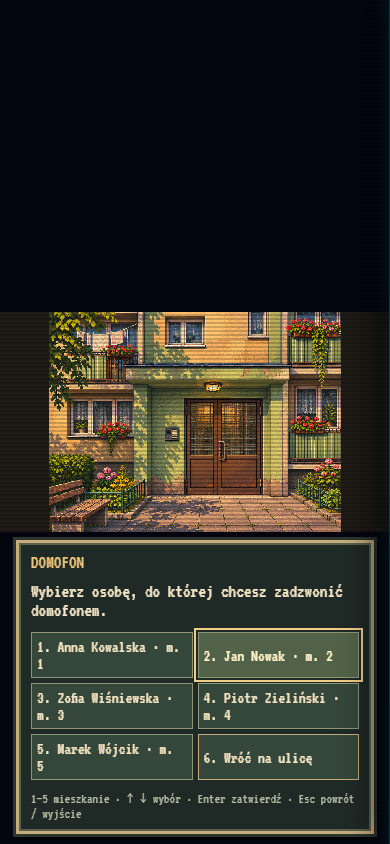 DOMOFON
Wybierz osobę, do której chcesz zadzwonić
domofonem.
1. Anna Kowalska · m.
1
2. Jan Nowak · m. 2
3. Zofia Wiśniewska ·
m. 3
4. Piotr Zieliński ·
m. 4
5. Marek Wójcik · m.
5
6. Wróć na ulicę
1–5 mieszkanie · ↑ ↓ wybór · Enter zatwierdź · Esc powrót
/ wyjście